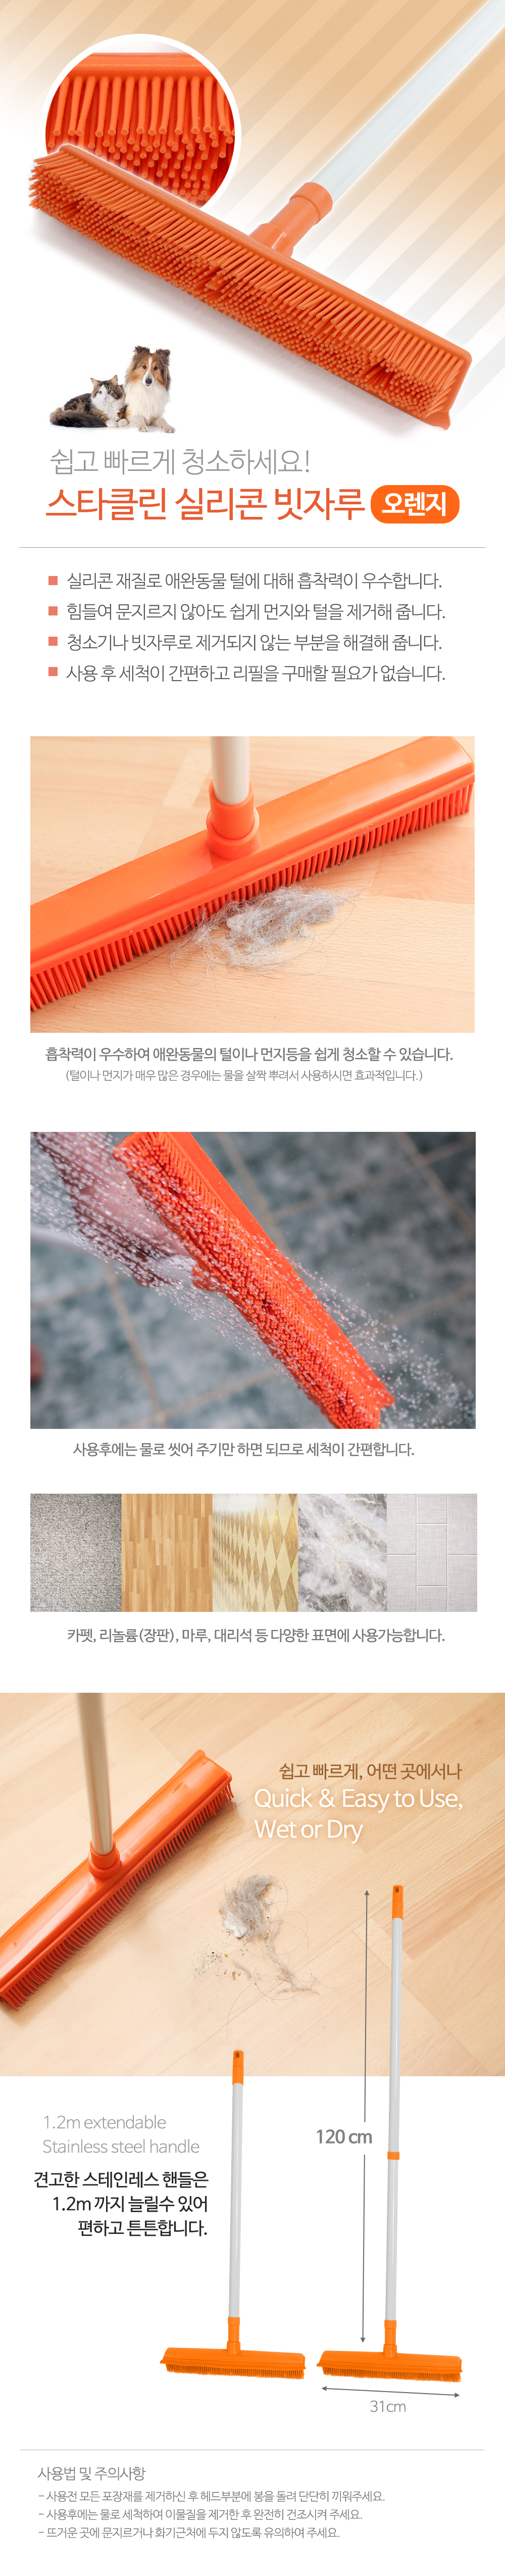 쉽고 빠르게 청소하세요!
스타클린 실리콘 빗자루 오렌지
실리콘 재질로 애완동물 털에 대해 흡착력이 우수합니다.
힘들여 문지르지 않아도 쉽게 먼지와 털을 제거해 줍니다.
청소기나 빗자루로 제거되지 않는 부분을 해결해 줍니다.
사용 후 세척이 간편하고 리필을 구매할 필요가 없습니다.
흡착력이 우수하여 애완동물의 털이나 먼지등을 쉽게 청소할 수 있습니다.
(털이나 먼지가 매우 많은 경우에는 물을 살짝 뿌려서 사용하시면 효과적입니다.)
사용후에는 물로 씻어 주기만 하면 되므로 세척이 간편합니다.
카펫, 리놀륨(장판), 마루, 대리석 등 다양한 표면에 사용가능합니다.
쉽고 빠르게, 어떤 곳에서나
Quick & Easy to Use,
Wet or Dry
1.2m extendable
Stainless steel handle
120 cm
견고한 스테인레스 핸들은
1.2m 까지 늘릴수 있어
편하고 튼튼합니다.
31cm
사용법 및 주의사항
- 사용전 모든 포장재를 제거하신 후 헤드부분에 봉을 돌려 단단히 끼워주세요.
- 사용후에는 물로 세척하여 이물질을 제거한 후 완전히 건조시켜 주세요.
- 뜨거운 곳에 문지르거나 화기근처에 두지 않도록 유의하여 주세요.